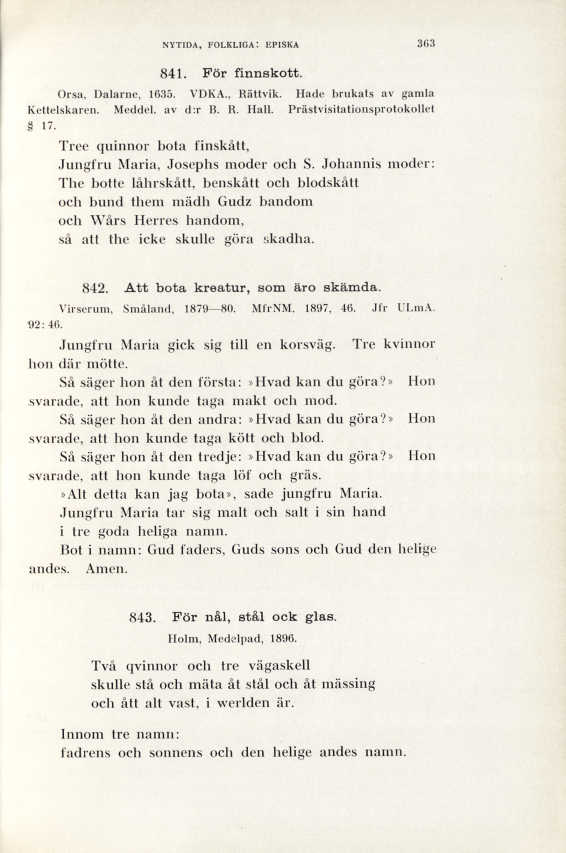 NYTIDA, FOLKLIGA: EPISKA 363
841. För finnskott.
Orsa, Dalarne, 1635. VDKA., Rättvik. Hade brukats av gamla
Kettelskaren. Meddel. av d:r B. R. Hall. Prästvisitationsprotokollet
§ 17.
Tree quinnor bota finskått,
Jungfru Maria, Josephs moder och S. Johannis moder:
The botte låhrskått, benskått och blodskått
och bund them mädh Gudz bandom
och Wårs Herres handom,
så att the icke skulle göra skadha.
842. Att bota kreatur, som äro skämda.
Virserum, Småland, 1879—80. MfrNM. 1897, 46. Jfr ULmA.
92: 46.
Jungfru Maria gick sig till en korsväg. Tre kvinnor
hon där mötte.
Så säger hon åt den första: »Hvad kan du göra?» Hon
svarade, att hon kunde taga makt och mod.
Så säger hon åt den andra: »Hvad kan du göra?» Hon
svarade, att hon kunde taga kött och blod.
Så säger hon åt den tredje: »Hvad kan du göra?» Hon
svarade, att hon kunde taga löf och gräs.
»Alt detta kan jag bota», sade jungfru Maria.
Jungfru Maria tar sig malt och salt i sin hand
i tre goda heliga namn.
Bot i namn: Gud faders, Guds sons och Gud den helige
andes. Amen.
843. För nål, stål ock glas.
Holm, Medelpad, 1896.
Två qvinnor och tre vägaskell
skulle stå och mäta åt stål och åt mässing
och ått alt vast, i werlden är.
Innom tre namn:
fadrens och sonnens och den helige andes namn.